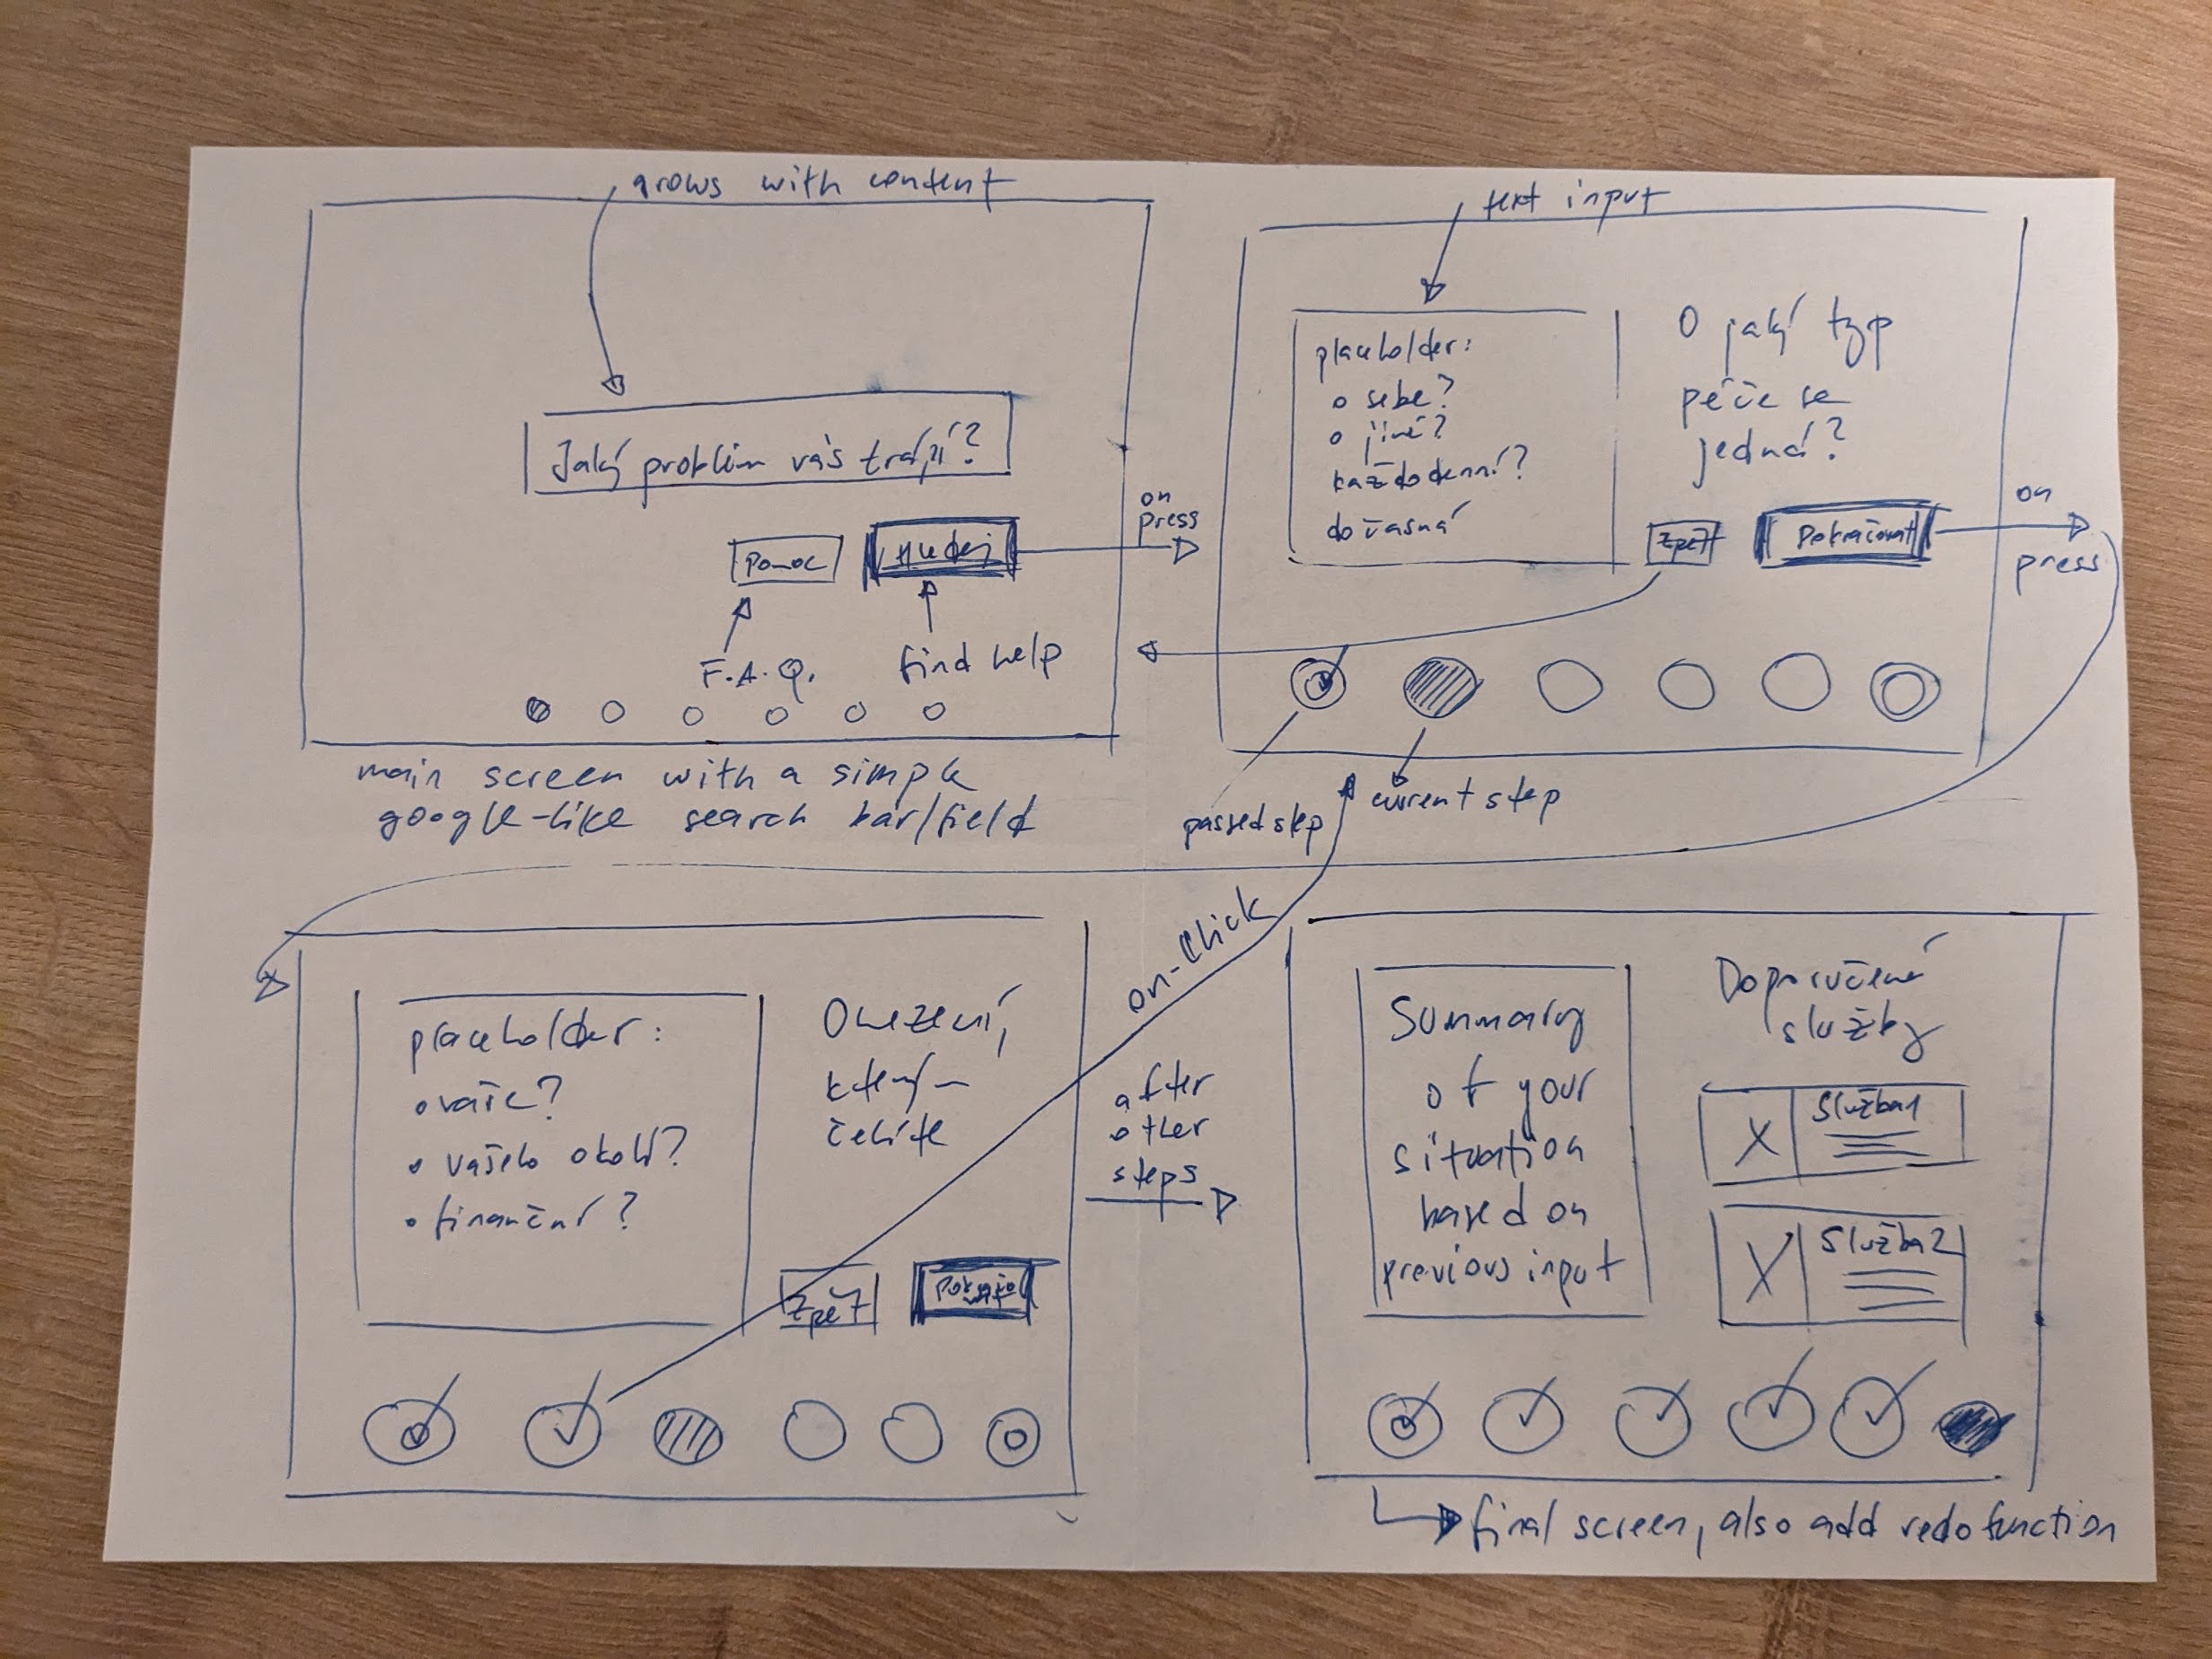 grows with content
Jaký problém vás trápí?
Pomoc
Hledej
F.A.Q.
find help
on
press
main screen with a simple
google-like search bar/field
text input
placeholder:
o sebe?
o jiné?
každodenní?
dočasná
O jaký typ
péče se
jedná?
Zpět
Pokračovat
on
press
passed step
current step
placeholder:
• vaše?
• vašeho okolí?
• finanční?
Omezení,
kterým
čelíte
Zpět
Pokračovat
on-click
after
other
steps
Summary
of your
situation
based on
previous input
Doporučené
služby
Služba1
Služba2
final screen, also add redo function